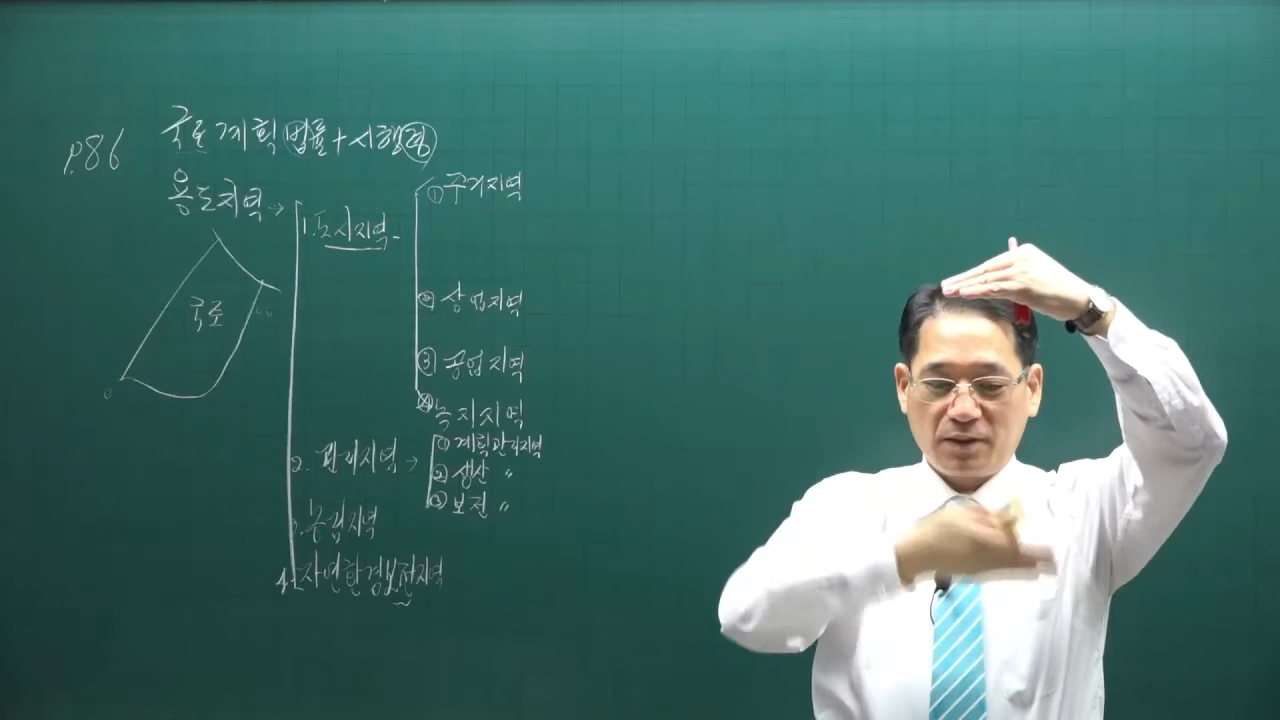 P.86
국토계획법률+시행령
용도지역→
1. 도시지역-
① 주거지역
② 상업지역
③ 공업지역
④ 녹지지역
국토
2. 관리지역→
① 계획관리지역
② 생산 〃
③ 보전 〃
3. 농림지역
4. 자연환경보전지역